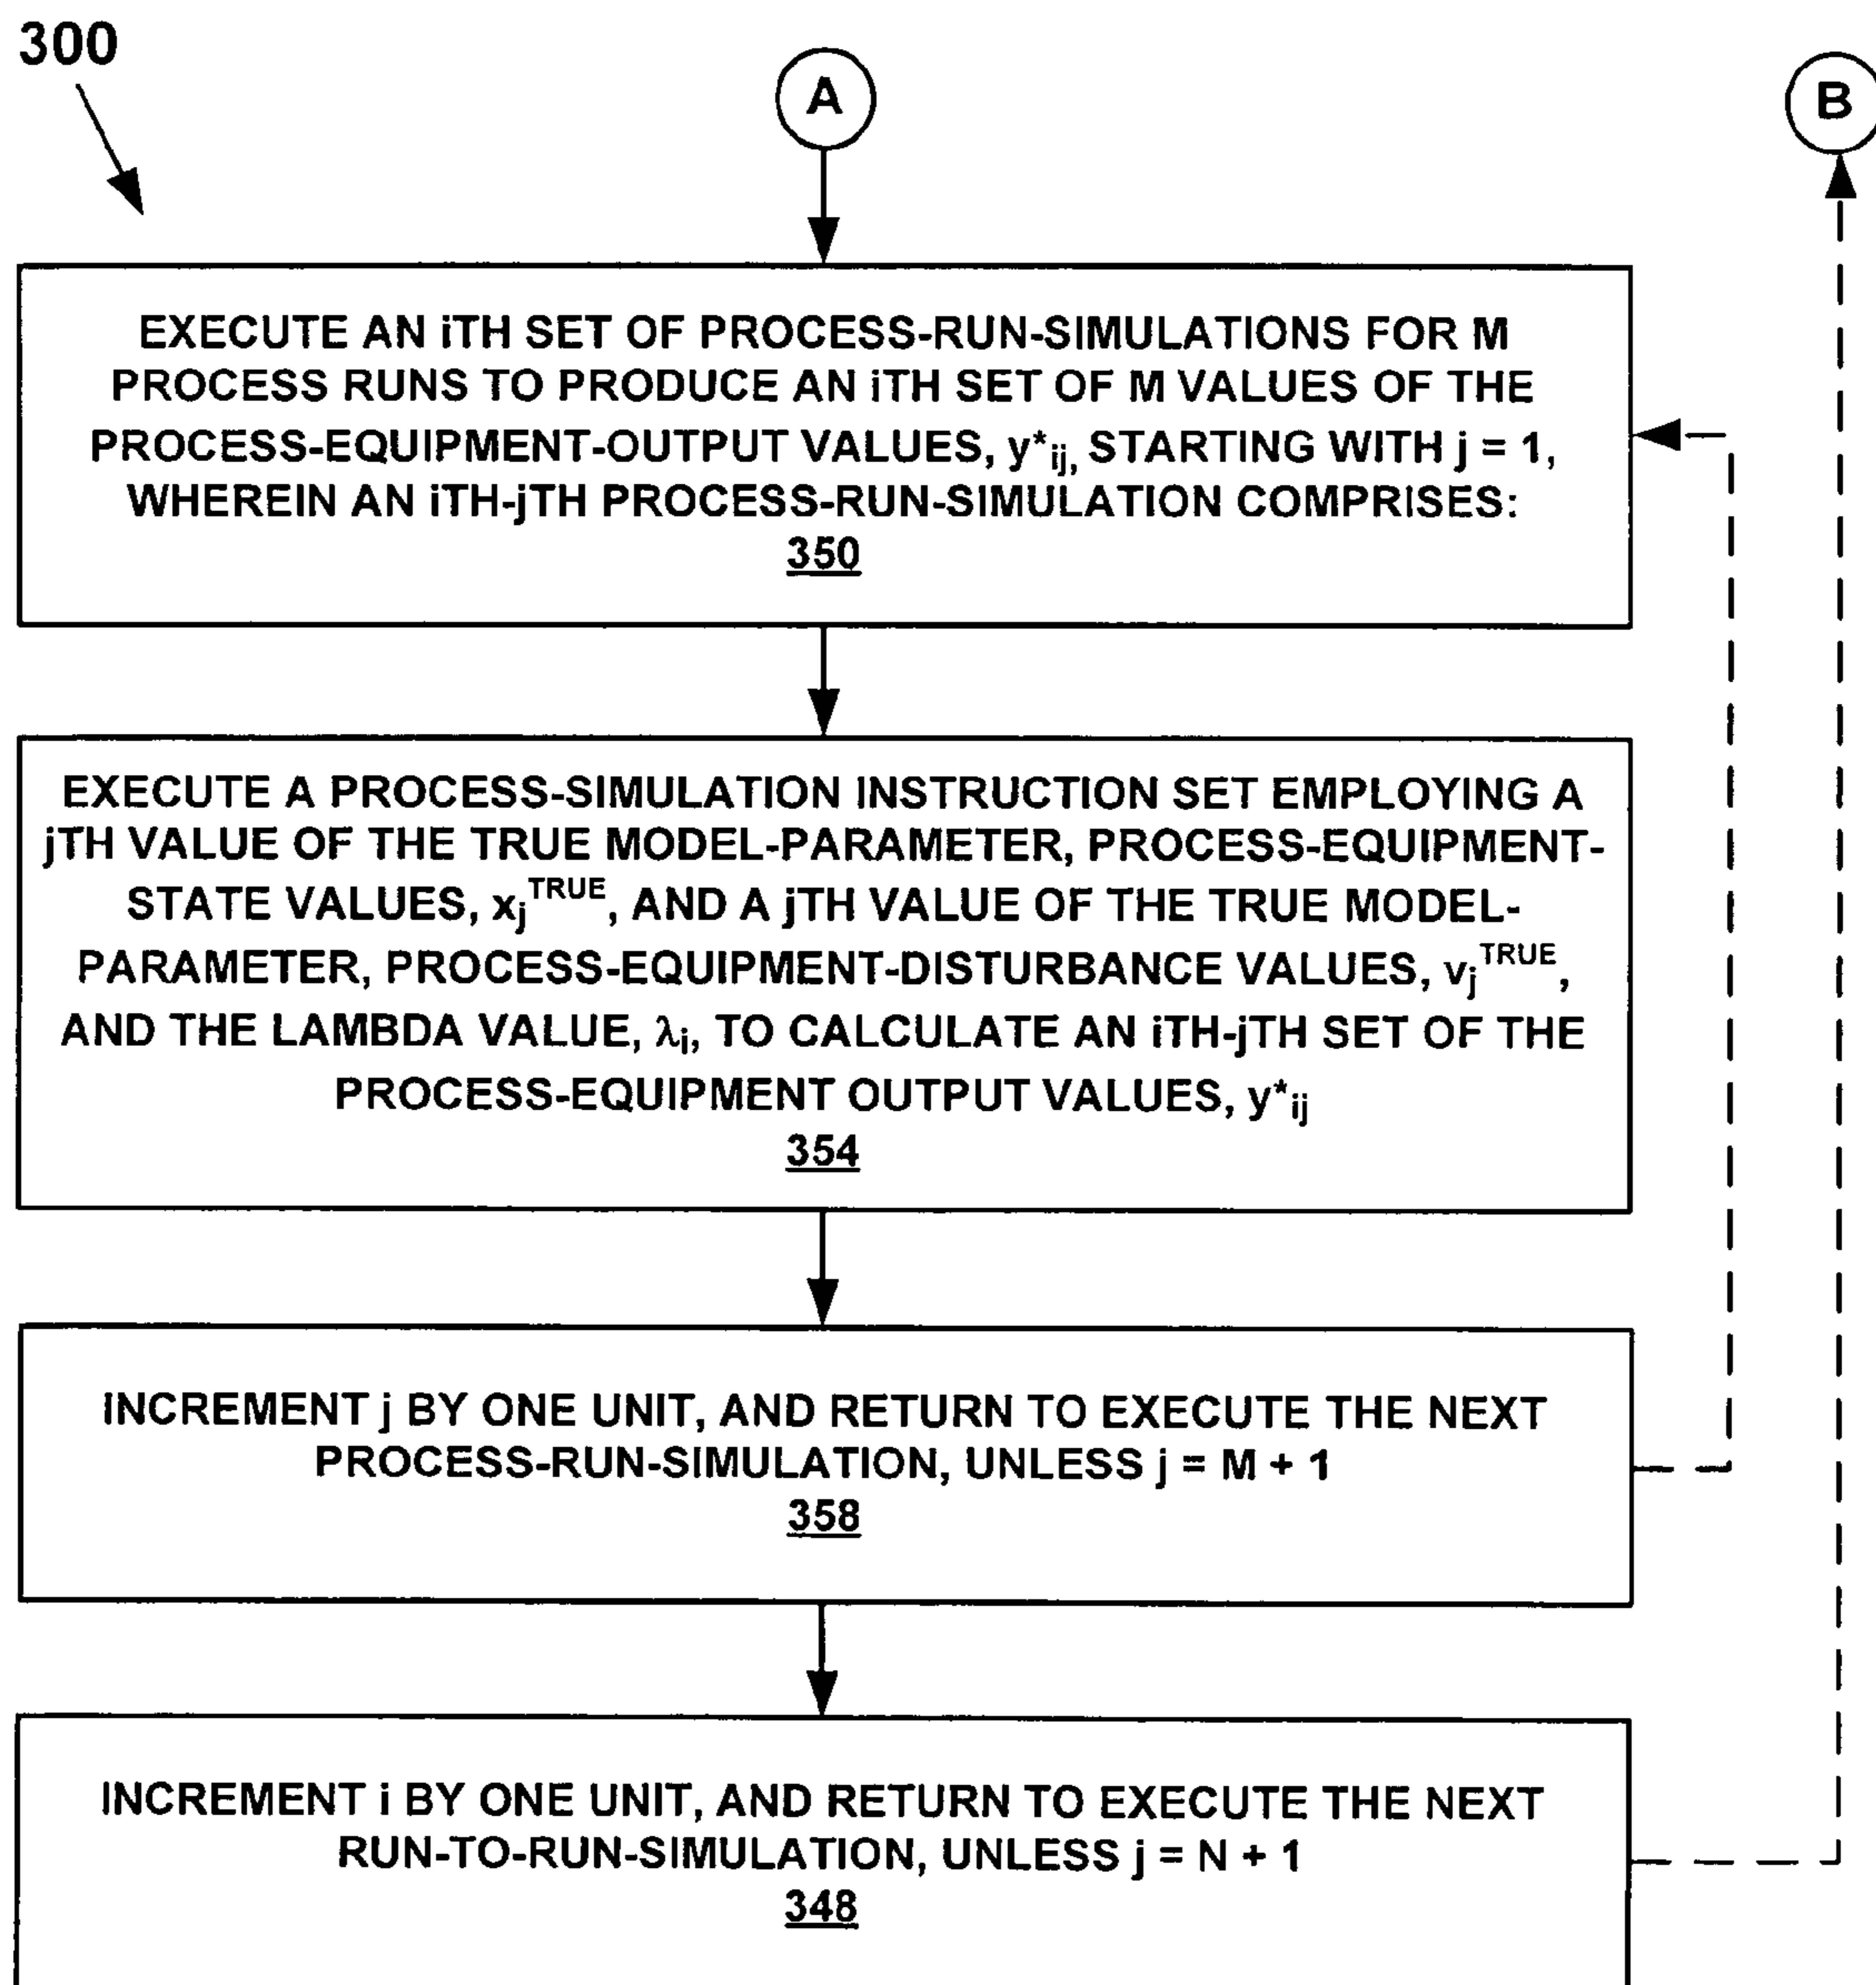 300
A
B
EXECUTE AN iTH SET OF PROCESS-RUN-SIMULATIONS FOR M
PROCESS RUNS TO PRODUCE AN iTH SET OF M VALUES OF THE
PROCESS-EQUIPMENT-OUTPUT VALUES, y*ij, STARTING WITH j = 1,
WHEREIN AN iTH-jTH PROCESS-RUN-SIMULATION COMPRISES:
350
EXECUTE A PROCESS-SIMULATION INSTRUCTION SET EMPLOYING A
jTH VALUE OF THE TRUE MODEL-PARAMETER, PROCESS-EQUIPMENT-
STATE VALUES, xjTRUE, AND A jTH VALUE OF THE TRUE MODEL-
PARAMETER, PROCESS-EQUIPMENT-DISTURBANCE VALUES, vjTRUE,
AND THE LAMBDA VALUE, λi, TO CALCULATE AN iTH-jTH SET OF THE
PROCESS-EQUIPMENT OUTPUT VALUES, y*ij
354
INCREMENT j BY ONE UNIT, AND RETURN TO EXECUTE THE NEXT
PROCESS-RUN-SIMULATION, UNLESS j = M + 1
358
INCREMENT i BY ONE UNIT, AND RETURN TO EXECUTE THE NEXT
RUN-TO-RUN-SIMULATION, UNLESS j = N + 1
348